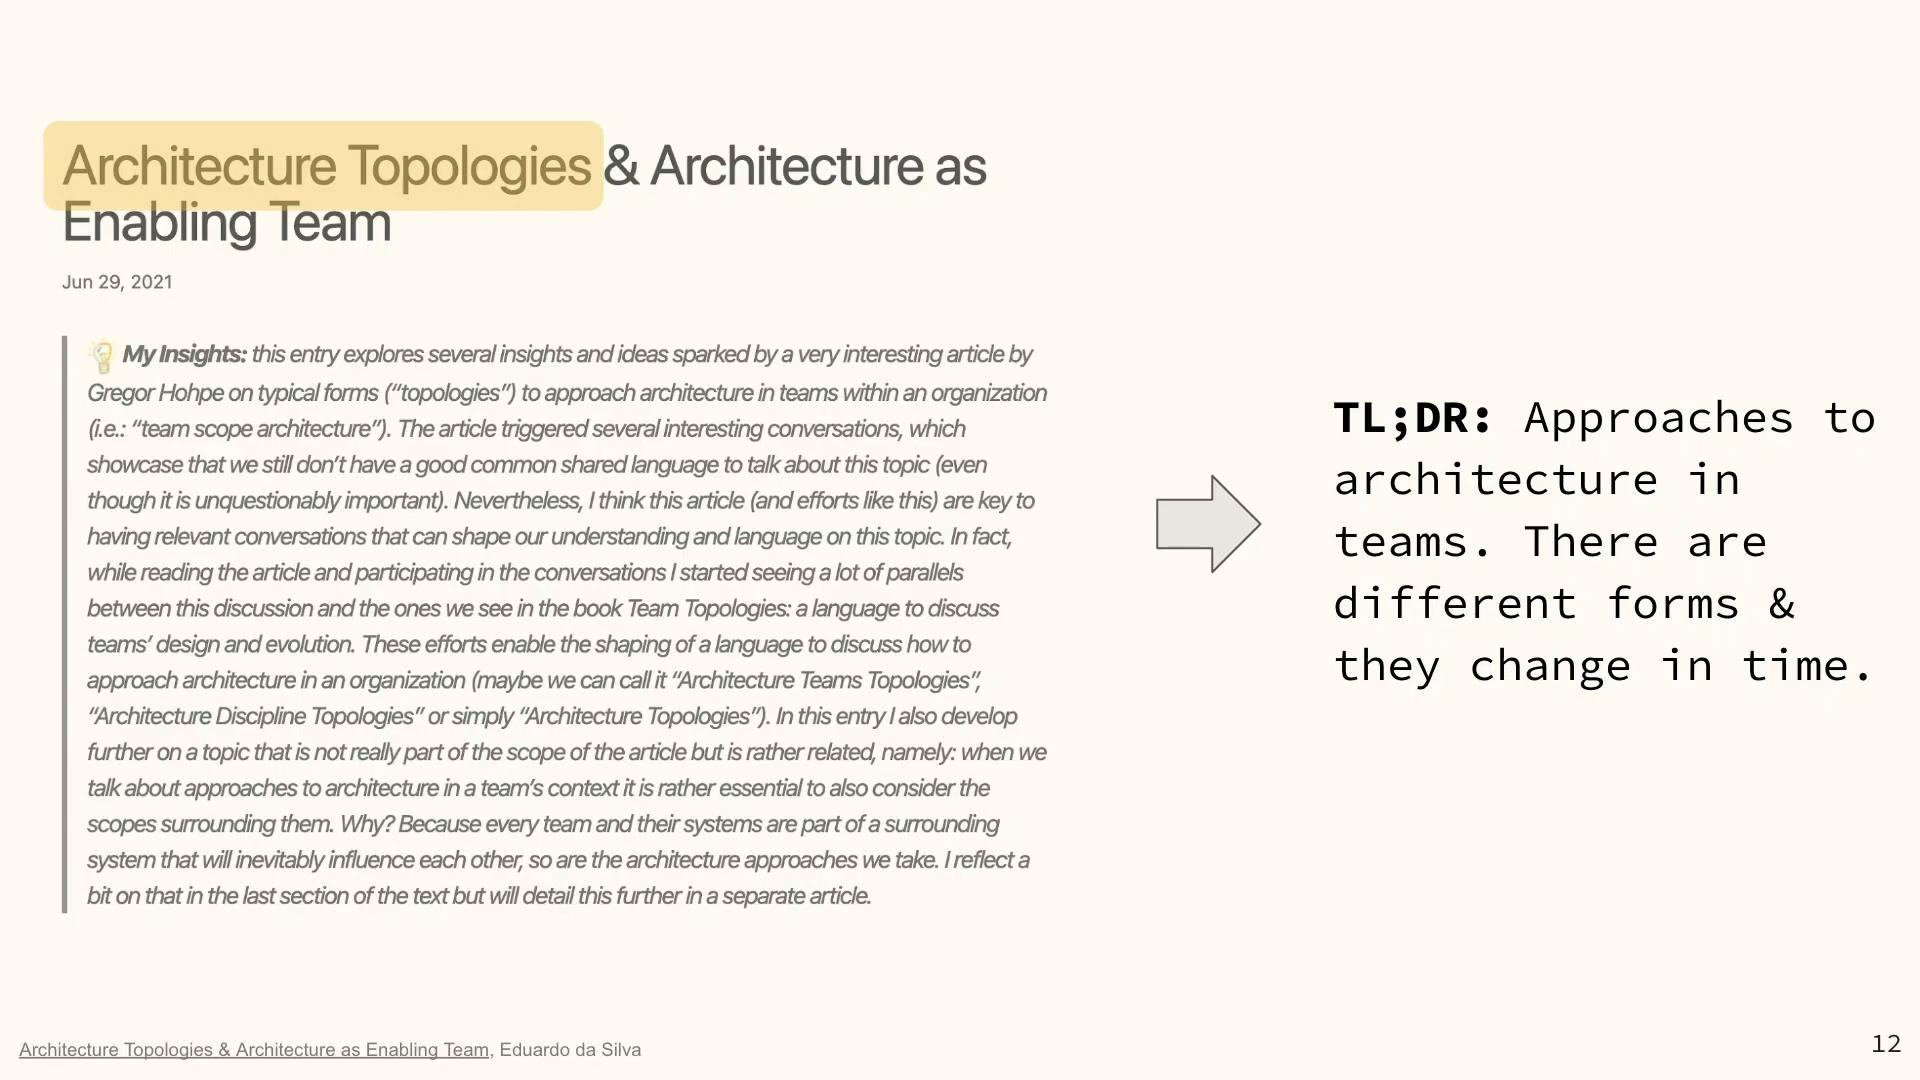 Architecture Topologies & Architecture as
Enabling Team
Jun 29, 2021
My Insights: this entry explores several insights and ideas sparked by a very interesting article by
Gregor Hohpe on typical forms (“topologies”) to approach architecture in teams within an organization
(i.e.: “team scope architecture”). The article triggered several interesting conversations, which
showcase that we still don’t have a good common shared language to talk about this topic (even
though it is unquestionably important). Nevertheless, I think this article (and efforts like this) are key to
having relevant conversations that can shape our understanding and language on this topic. In fact,
while reading the article and participating in the conversations I started seeing a lot of parallels
between this discussion and the ones we see in the book Team Topologies: a language to discuss
teams’ design and evolution. These efforts enable the shaping of a language to discuss how to
approach architecture in an organization (maybe we can call it “Architecture Teams Topologies”,
“Architecture Discipline Topologies” or simply “Architecture Topologies”). In this entry I also develop
further on a topic that is not really part of the scope of the article but is rather related, namely: when we
talk about approaches to architecture in a team’s context it is rather essential to also consider the
scopes surrounding them. Why? Because every team and their systems are part of a surrounding
system that will inevitably influence each other, so are the architecture approaches we take. I reflect a
bit on that in the last section of the text but will detail this further in a separate article.
TL;DR: Approaches to
architecture in
teams. There are
different forms &
they change in time.
Architecture Topologies & Architecture as Enabling Team, Eduardo da Silva
12